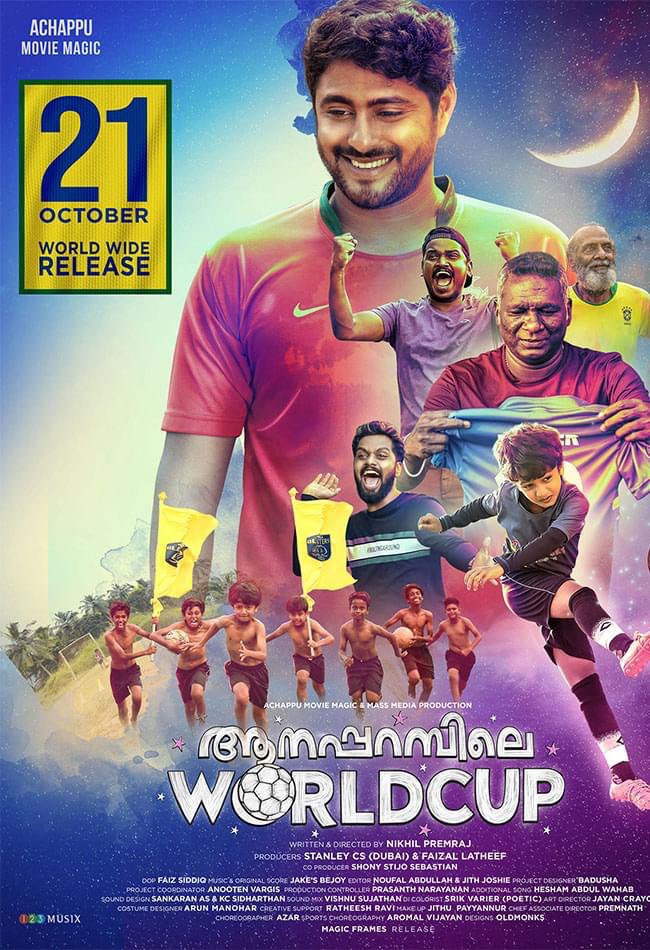 ACHAPPU
MOVIE MAGIC
21
OCTOBER
WORLD WIDE
RELEASE
ACHAPPU MOVIE MAGIC & MASS MEDIA PRODUCTION
ആനപ്പറമ്പിലെ
WORLDCUP
WRITTEN & DIRECTED BY NIKHIL PREMRAJ
PRODUCERS STANLEY CS (DUBAI) & FAIZAL LATHEEF
CO PRODUCER SHONY STIJO SEBASTIAN
DOP FAIZ SIDDIQ MUSIC & ORIGINAL SCORE JAKE'S BEJOY EDITOR NOUFAL ABDULLAH & JITH JOSHIE PROJECT DESIGNER BADUSHA
PROJECT COORDINATOR ANOOTEN VARGIS PRODUCTION CONTROLLER PRASANTH NARAYANAN ADDITIONAL SONG HESHAM ABDUL WAHAB
SOUND DESIGN SANKARAN AS & KC SIDHARTHAN SOUND MIX VISHNU SUJATHAN DI COLORIST SRIK VARIER (POETIC) ART DIRECTOR JAYAN CRAYO
COSTUME DESIGNER ARUN MANOHAR CREATIVE SUPPORT RATHEESH RAVI MAKE UP JITHU PAYYANNUR CHIEF ASSOCIATE DIRECTOR PREMNATH
CHOREOGRAPHER AZAR SPORTS CHOREOGRAPHY AROMAL VIJAYAN DESIGNS OLDMONKS
123 MUSIX
MAGIC FRAMES RELEASE